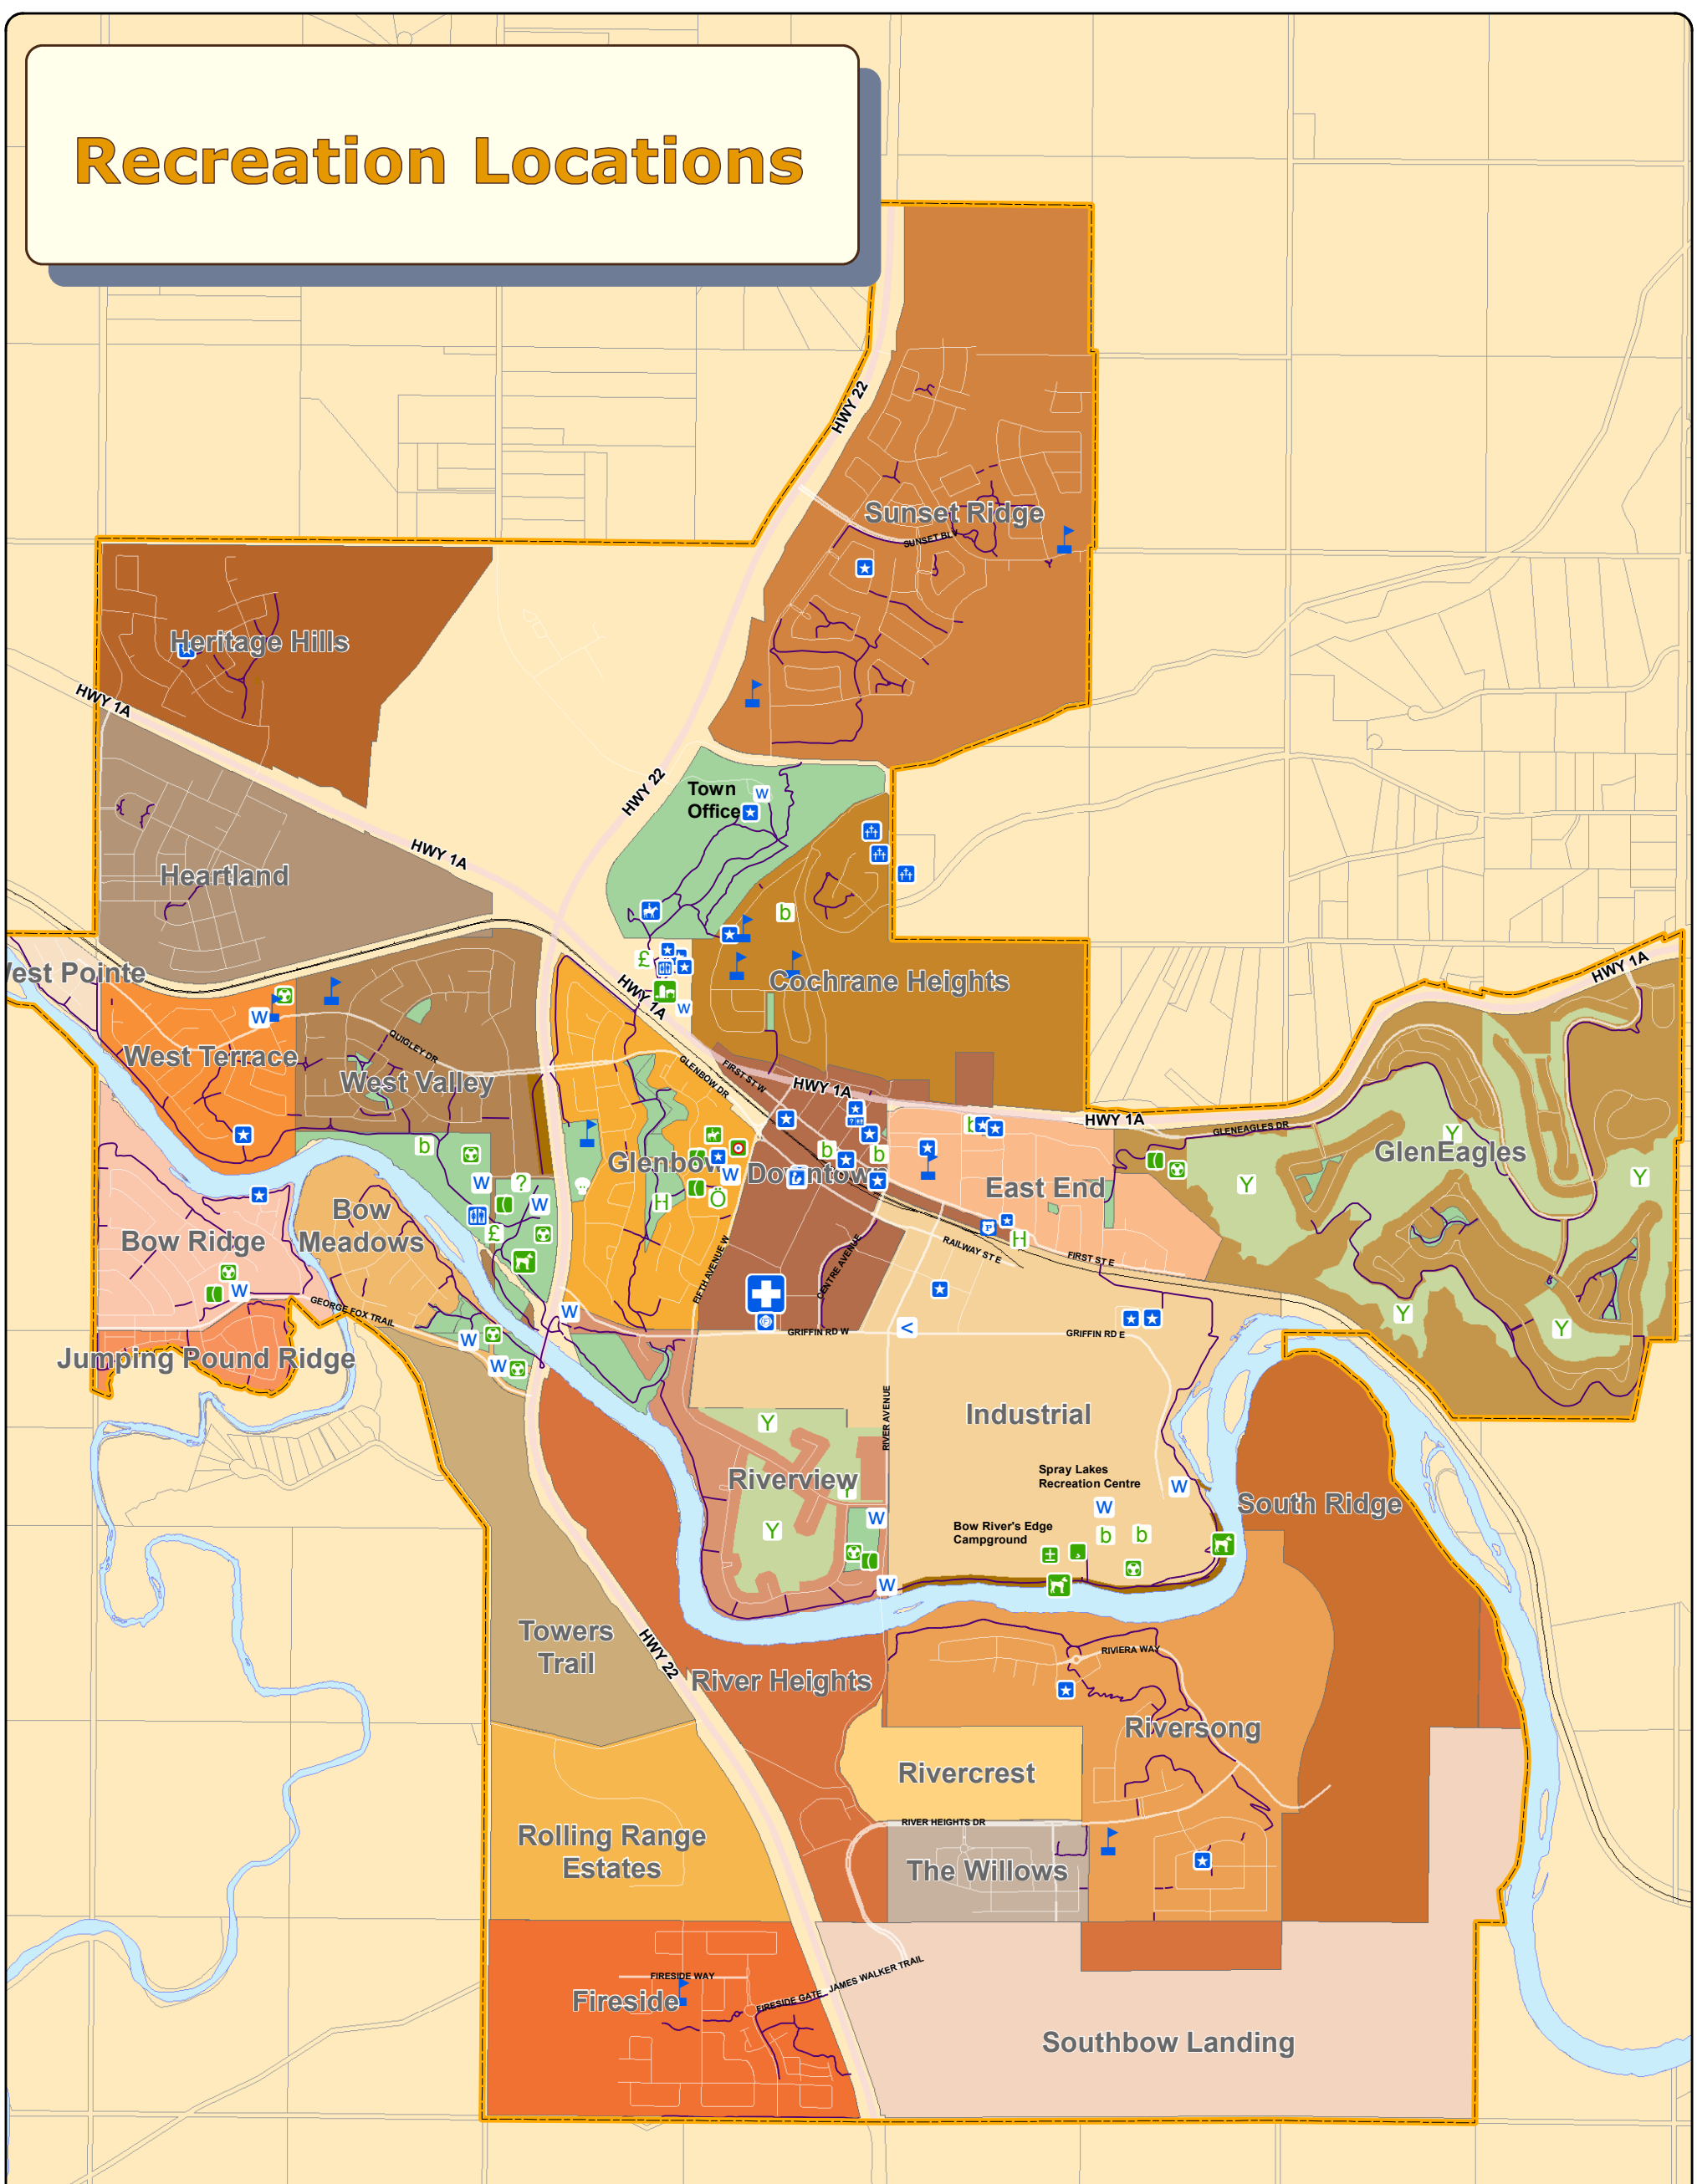 Recreation Locations
HWY 22
Sunset Ridge
SUNSET BLV
Heritage Hills
HWY 1A
HWY 22
Town
Office
W
HWY 1A
Heartland
b
£
West Pointe
HWY 1A
W
Cochrane Heights
HWY 1A
W
West Terrace
QUIGLEY DR
West Valley
GLENBOW DR
FIRST ST W
HWY 1A
HWY 1A
GLENEAGLES DR
b
b
b
b
Y
GlenEagles
Glenbow
Downtown
W
W
?
W
H
Ö
East End
Y
Y
P
H
Bow
Meadows
Bow Ridge
£
W
FIFTH AVENUE W
CENTRE AVENUE
RAILWAY ST E
FIRST ST E
GEORGE FOX TRAIL
W
W
W
GRIFFIN RD W
<
GRIFFIN RD E
Y
Y
Jumping Pound Ridge
RIVER AVENUE
Industrial
Y
Riverview
Y
Y
Spray Lakes
Recreation Centre
W
W
W
South Ridge
Bow River's Edge
Campground
b
b
W
Towers
Trail
HWY 22
River Heights
RIVIERA WAY
Riversong
Rivercrest
RIVER HEIGHTS DR
Rolling Range
Estates
The Willows
FIRESIDE WAY
Fireside
FIRESIDE GATE
JAMES WALKER TRAIL
Southbow Landing